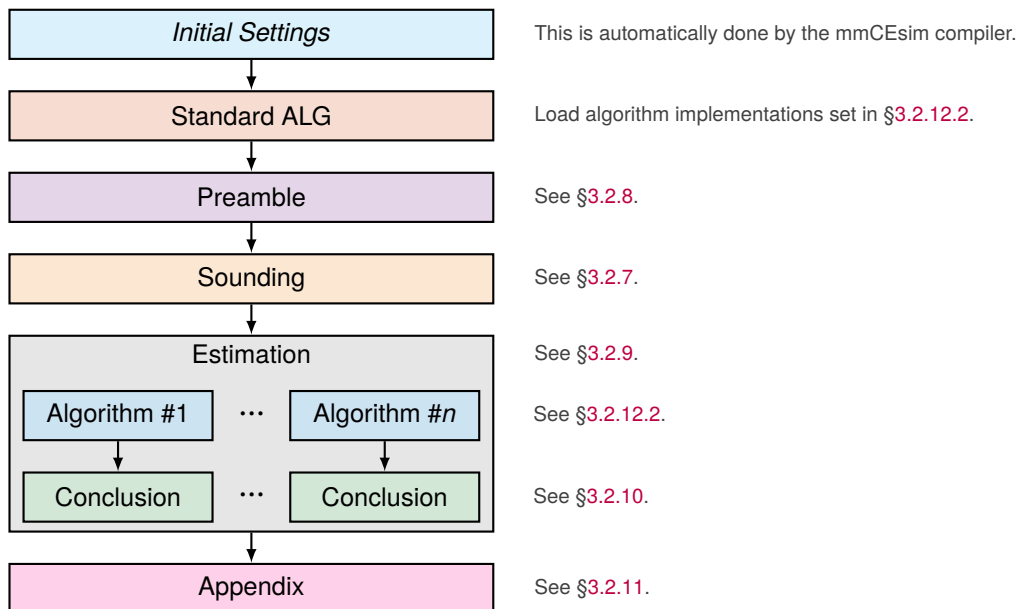 Initial Settings
This is automatically done by the mmCEsim compiler.
Standard ALG
Load algorithm implementations set in §3.2.12.2.
Preamble
See §3.2.8.
Sounding
See §3.2.7.
Estimation
See §3.2.9.
Algorithm #1 ··· Algorithm #n
See §3.2.12.2.
Conclusion ··· Conclusion
See §3.2.10.
Appendix
See §3.2.11.